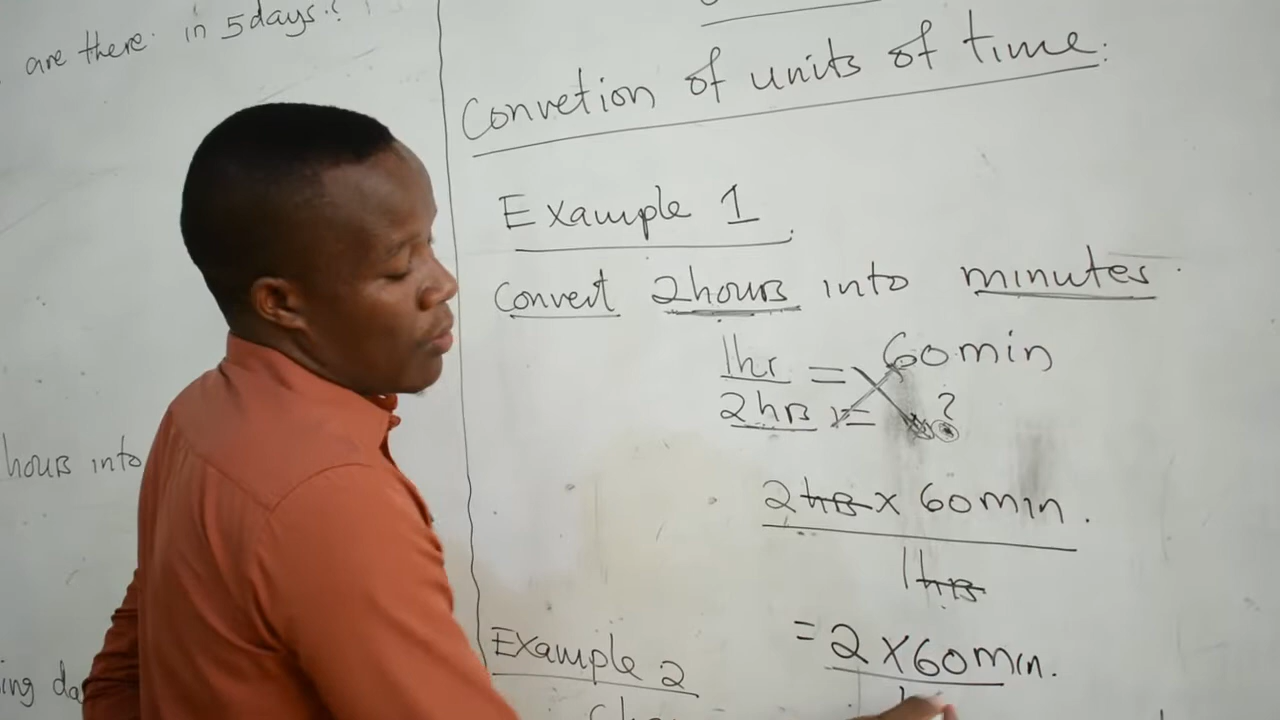 are there in 5days?
hours into
ing da
Convetion of units of time.
Example 1
Convert 2hours into minutes.
1hr = 60min
2hrs = ?
2hrs x 60min.
1hrs
= 2 x 60min.
1
Example 2